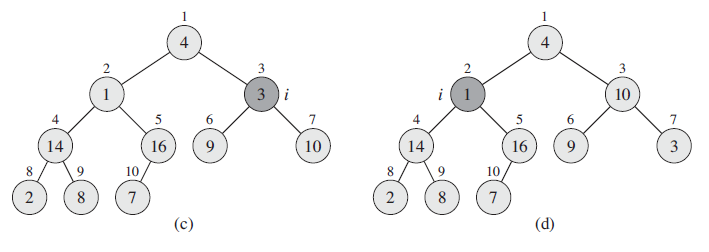 1 1
4 4
2 3 2 3
1 3 i i 1 10
4 5 6 7 4 5 6 7
14 16 9 10 14 16 9 3
8 9 10 8 9 10
2 8 7 2 8 7
(c) (d)